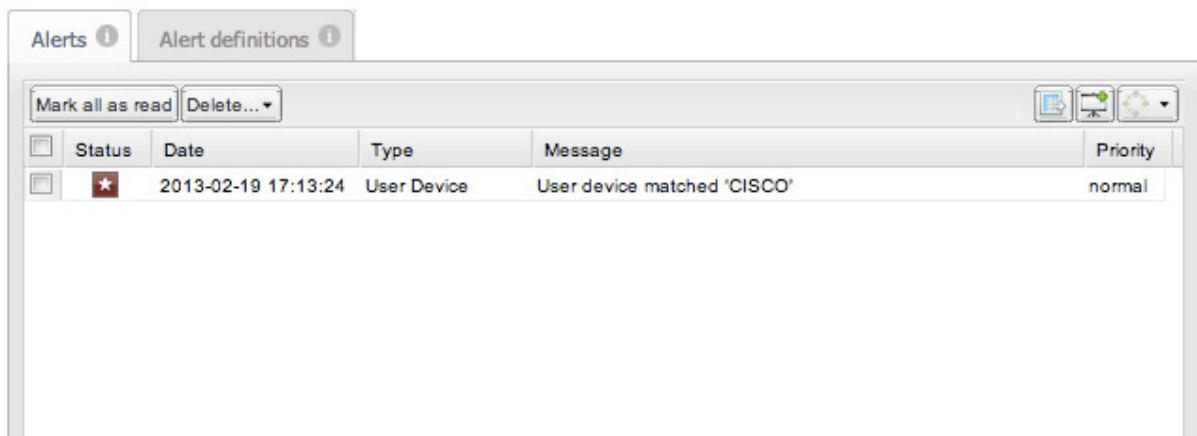 Alerts
Alert definitions
Mark all as read Delete...
Status Date Type Message Priority
2013-02-19 17:13:24 User Device User device matched "CISCO" normal